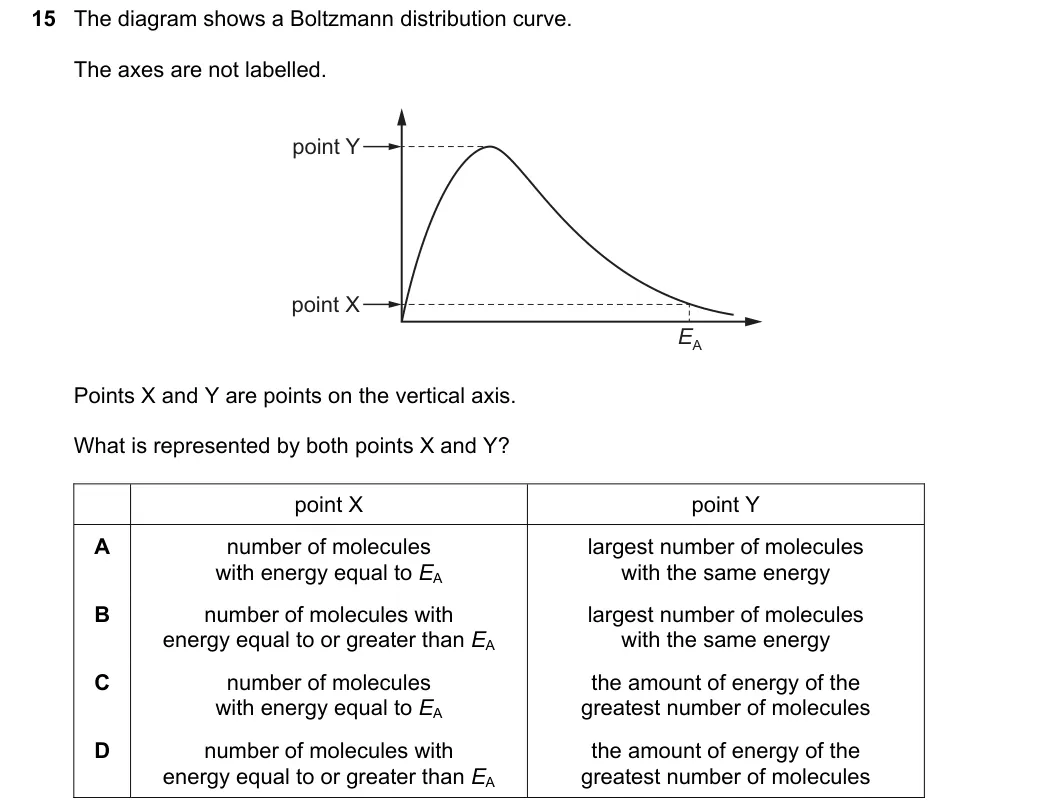 15 The diagram shows a Boltzmann distribution curve.
The axes are not labelled.
point Y
point X
E_A
Points X and Y are points on the vertical axis.
What is represented by both points X and Y?
point X point Y
A number of molecules with energy equal to E_A largest number of molecules with the same energy
B number of molecules with energy equal to or greater than E_A largest number of molecules with the same energy
C number of molecules with energy equal to E_A the amount of energy of the greatest number of molecules
D number of molecules with energy equal to or greater than E_A the amount of energy of the greatest number of molecules